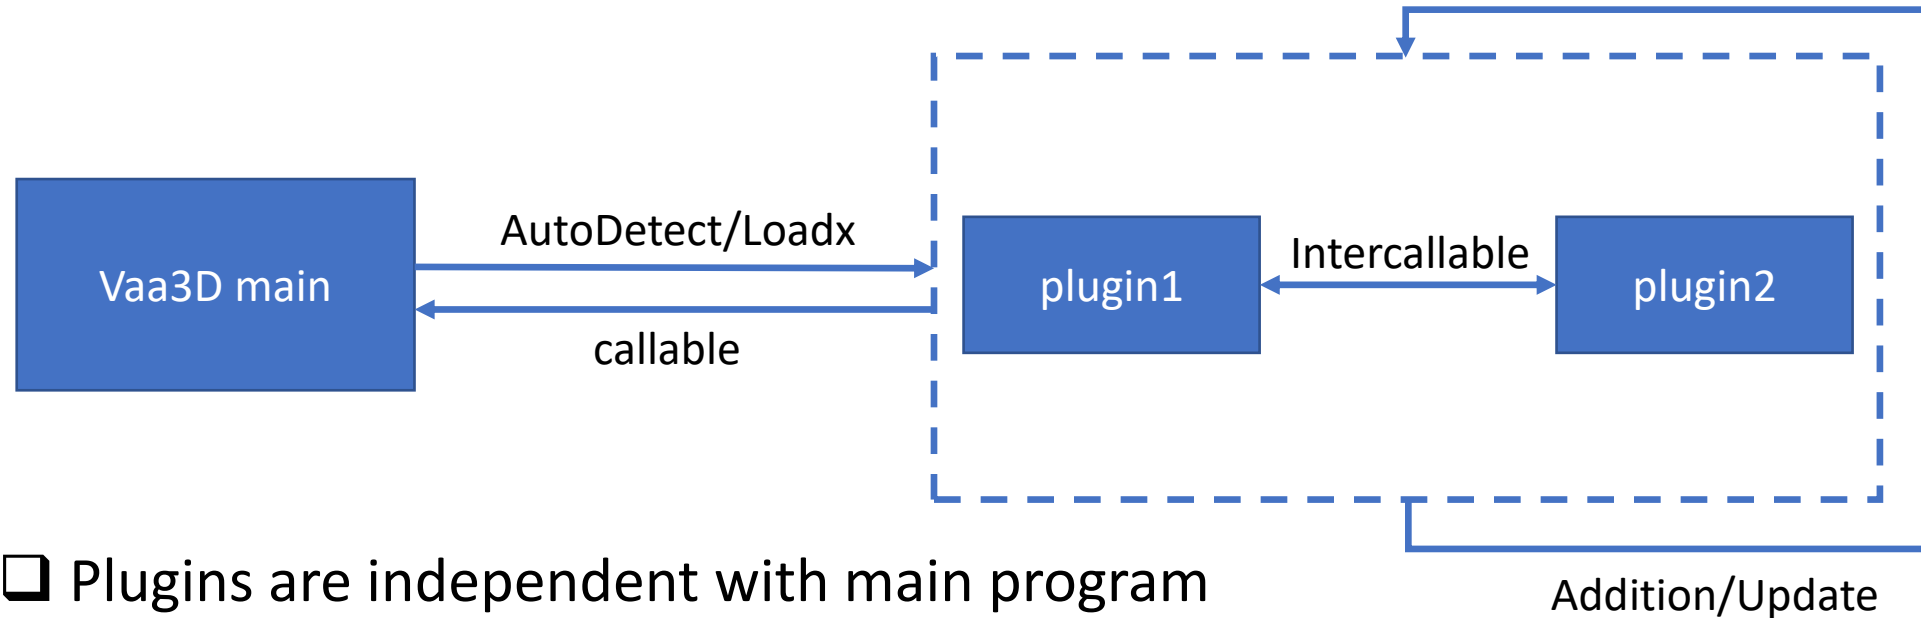 Vaa3D main
AutoDetect/Loadx
callable
plugin1
Intercallable
plugin2
Plugins are independent with main program
Addition/Update